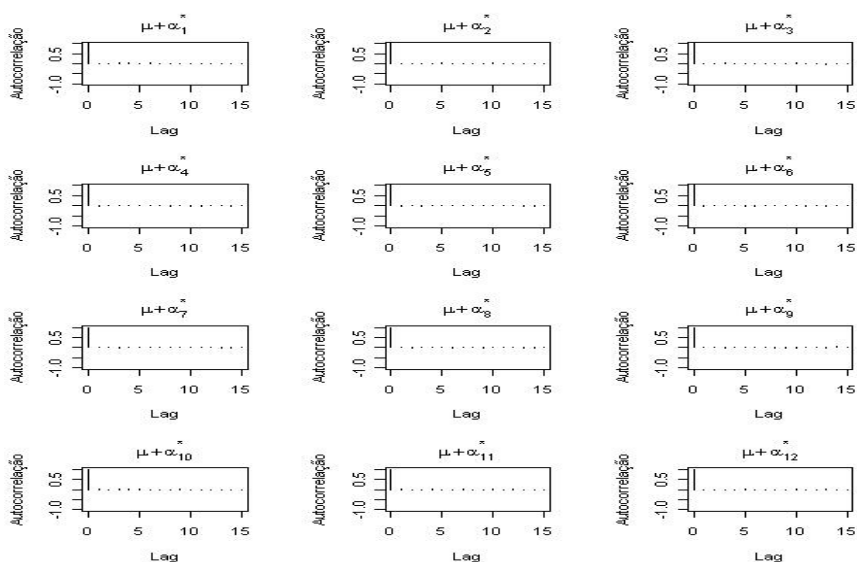 μ+α*1
Autocorrelação
0.5
-1.0
0 5 10 15
Lag
μ+α*2
Autocorrelação
0.5
-1.0
0 5 10 15
Lag
μ+α*3
Autocorrelação
0.5
-1.0
0 5 10 15
Lag
μ+α*4
Autocorrelação
0.5
-1.0
0 5 10 15
Lag
μ+α*5
Autocorrelação
0.5
-1.0
0 5 10 15
Lag
μ+α*6
Autocorrelação
0.5
-1.0
0 5 10 15
Lag
μ+α*7
Autocorrelação
0.5
-1.0
0 5 10 15
Lag
μ+α*8
Autocorrelação
0.5
-1.0
0 5 10 15
Lag
μ+α*9
Autocorrelação
0.5
-1.0
0 5 10 15
Lag
μ+α*10
Autocorrelação
0.5
-1.0
0 5 10 15
Lag
μ+α*11
Autocorrelação
0.5
-1.0
0 5 10 15
Lag
μ+α*12
Autocorrelação
0.5
-1.0
0 5 10 15
Lag